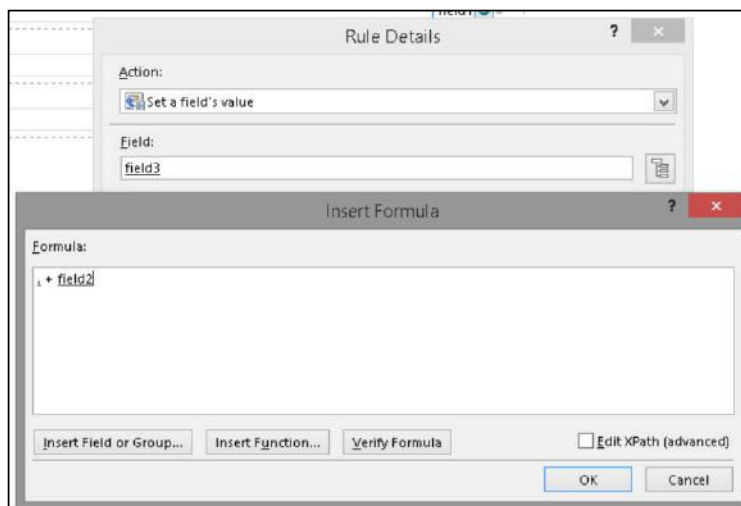 Rule Details ?
Action:
Set a field's value
Field:
field3
Insert Formula ?
Formula:
. + field2
Insert Field or Group... Insert Function... Verify Formula Edit XPath (advanced)
OK Cancel